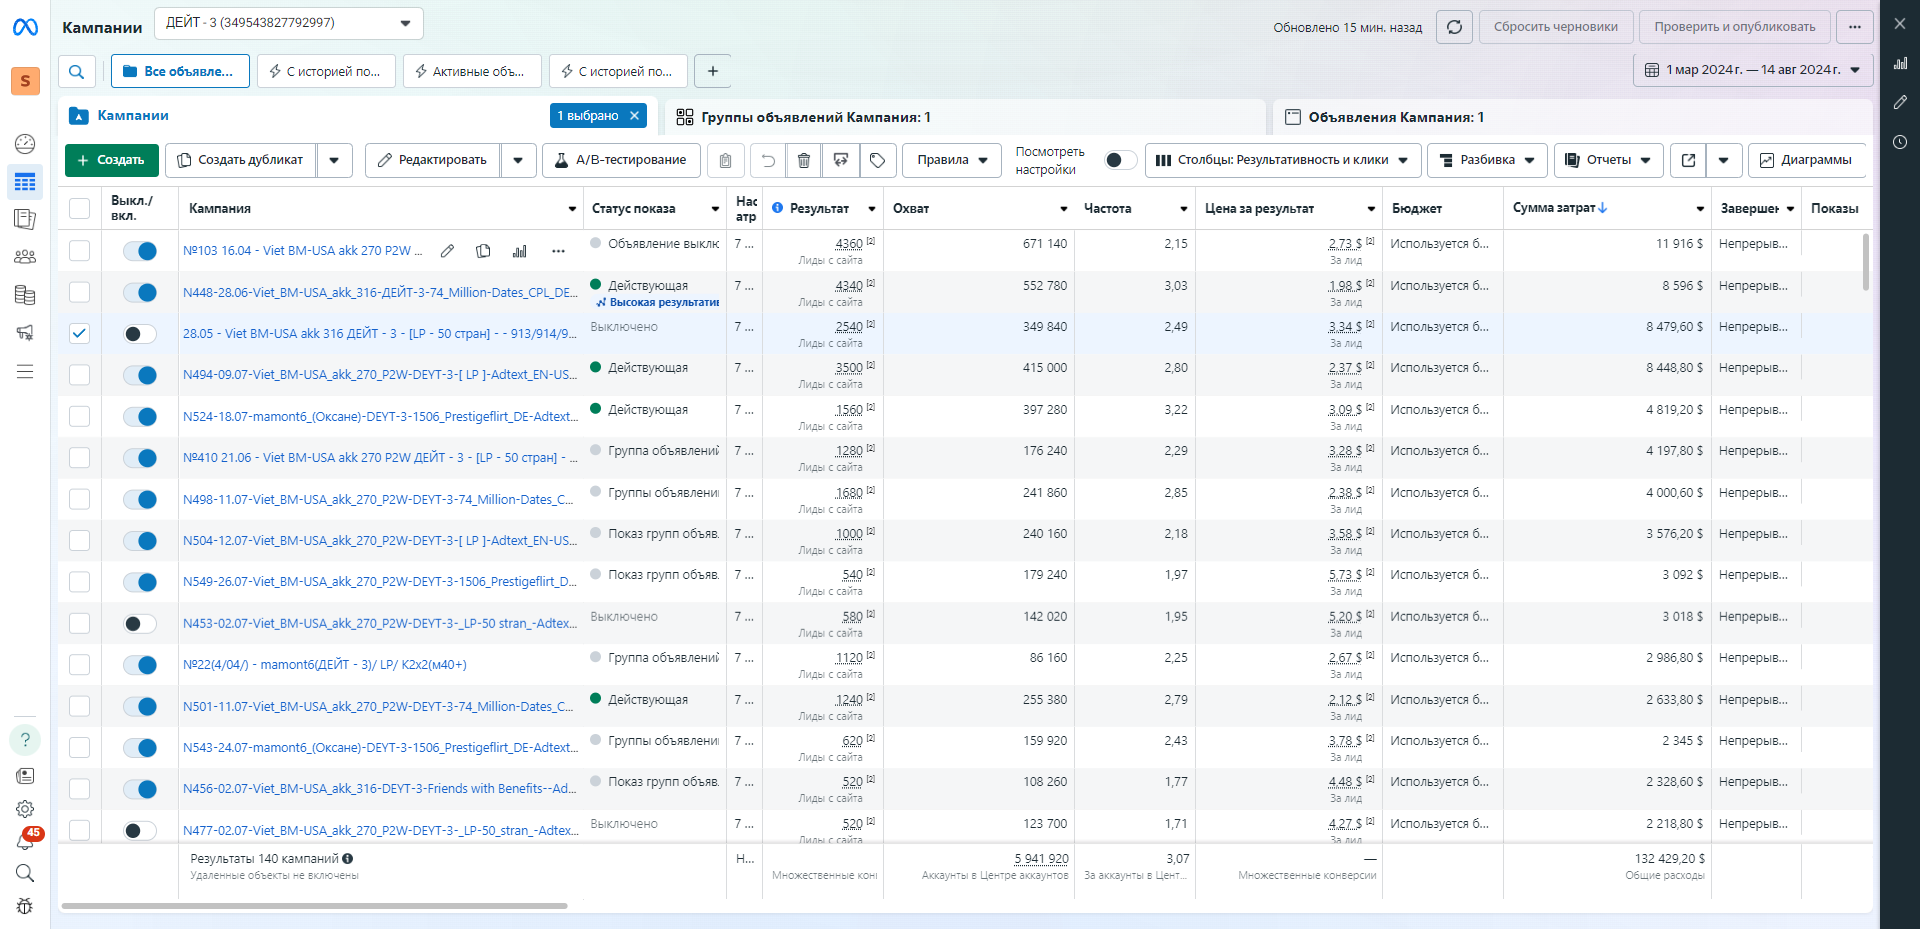 Кампании
ДЕЙТ - 3 (349543827792997)
Обновлено 15 мин. назад
Сбросить черновики
Проверить и опубликовать
Все объявле...
С историей по...
Активные объ...
С историей по...
1 мар 2024 г. — 14 авг 2024 г.
S
Кампании
1 выбрано
Группы объявлений Кампания: 1
Объявления Кампания: 1
Создать
Создать дубликат
Редактировать
A/B-тестирование
Правила
Посмотреть настройки
Столбцы: Результативность и клики
Разбивка
Отчеты
Диаграммы
Выкл./ вкл. Кампания Статус показа Нас атр Результат Охват Частота Цена за результат Бюджет Сумма затрат Завершен Показы
№103 16.04 - Viet BM-USA akk 270 P2W ... Объявление выклю 7 ... 4360 [2] 671 140 2,15 2,73 $ [2] Используется б... 11 916 $ Непрерыв...
Лиды с сайта За лид
N448-28.06-Viet_BM-USA_akk_316-ДЕЙТ-3-74_Million-Dates_CPL_DE... Действующая 7 ... 4340 [2] 552 780 3,03 1,98 $ [2] Используется б... 8 596 $ Непрерыв...
Высокая результатив Лиды с сайта За лид
28.05 - Viet BM-USA akk 316 ДЕЙТ - 3 - [LP - 50 стран] - - 913/914/9... Выключено 7 ... 2540 [2] 349 840 2,49 3,34 $ [2] Используется б... 8 479,60 $ Непрерыв...
Лиды с сайта За лид
N494-09.07-Viet_BM-USA_akk_270_P2W-DEYT-3-[ LP ]-Adtext_EN-US... Действующая 7 ... 3500 [2] 415 000 2,80 2,37 $ [2] Используется б... 8 448,80 $ Непрерыв...
Лиды с сайта За лид
N524-18.07-mamont6_(Оксане)-DEYT-3-1506_Prestigeflirt_DE-Adtext... Действующая 7 ... 1560 [2] 397 280 3,22 3,09 $ [2] Используется б... 4 819,20 $ Непрерыв...
Лиды с сайта За лид
№410 21.06 - Viet BM-USA akk 270 P2W ДЕЙТ - 3 - [LP - 50 стран] - ... Группа объявлений 7 ... 1280 [2] 176 240 2,29 3,28 $ [2] Используется б... 4 197,80 $ Непрерыв...
Лиды с сайта За лид
N498-11.07-Viet_BM-USA_akk_270_P2W-DEYT-3-74_Million-Dates_C... Группы объявлени 7 ... 1680 [2] 241 860 2,85 2,38 $ [2] Используется б... 4 000,60 $ Непрерыв...
Лиды с сайта За лид
N504-12.07-Viet_BM-USA_akk_270_P2W-DEYT-3-[ LP ]-Adtext_EN-US... Показ групп объяв. 7 ... 1000 [2] 240 160 2,18 3,58 $ [2] Используется б... 3 576,20 $ Непрерыв...
Лиды с сайта За лид
N549-26.07-Viet_BM-USA_akk_270_P2W-DEYT-3-1506_Prestigeflirt_D... Показ групп объяв. 7 ... 540 [2] 179 240 1,97 5,73 $ [2] Используется б... 3 092 $ Непрерыв...
Лиды с сайта За лид
N453-02.07-Viet_BM-USA_akk_270_P2W-DEYT-3-_LP-50 stran_-Adtex... Выключено 7 ... 580 [2] 142 020 1,95 5,20 $ [2] Используется б... 3 018 $ Непрерыв...
Лиды с сайта За лид
№22(4/04/) - mamont6(ДЕЙТ - 3)/ LP/ K2x2(м40+) Группа объявлений 7 ... 1120 [2] 86 160 2,25 2,67 $ [2] Используется б... 2 986,80 $ Непрерыв...
Лиды с сайта За лид
N501-11.07-Viet_BM-USA_akk_270_P2W-DEYT-3-74_Million-Dates_C... Действующая 7 ... 1240 [2] 255 380 2,79 2,12 $ [2] Используется б... 2 633,80 $ Непрерыв...
Лиды с сайта За лид
N543-24.07-mamont6_(Оксане)-DEYT-3-1506_Prestigeflirt_DE-Adtext... Группы объявлени 7 ... 620 [2] 159 920 2,43 3,78 $ [2] Используется б... 2 345 $ Непрерыв...
Лиды с сайта За лид
N456-02.07-Viet_BM-USA_akk_316-DEYT-3-Friends with Benefits--Ad... Показ групп объяв. 7 ... 520 [2] 108 260 1,77 4,48 $ [2] Используется б... 2 328,60 $ Непрерыв...
Лиды с сайта За лид
N477-02.07-Viet_BM-USA_akk_270_P2W-DEYT-3-_LP-50_stran_-Adtex... Выключено 7 ... 520 [2] 123 700 1,71 4,27 $ [2] Используется б... 2 218,80 $ Непрерыв...
Лиды с сайта За лид
Результаты 140 кампаний Н... 5 941 920 3,07 — 132 429,20 $
Удаленные объекты не включены Множественные кон Аккаунты в Центре аккаунтов За аккаунты в Цент... Множественные конверсии Общие расходы
45